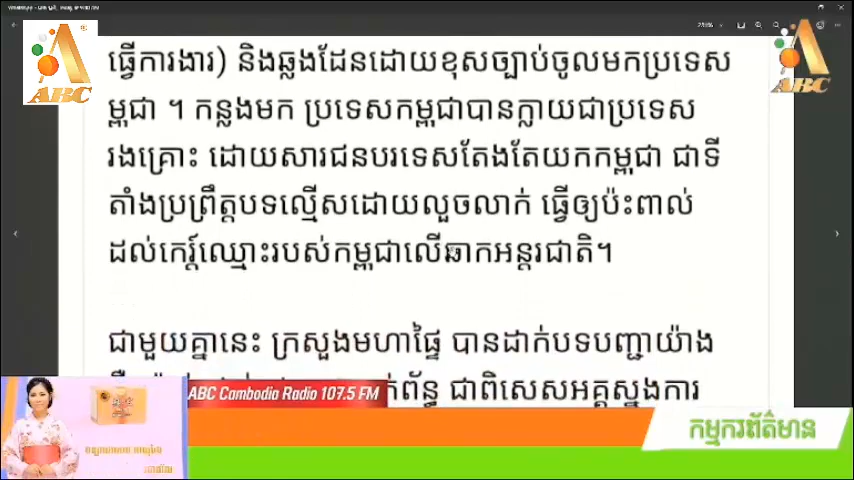 ធ្វើការងារ) និងឆ្លងដែនដោយខុសច្បាប់ចូលមកប្រទេស
ម្ពុជា ។ កន្លងមក ប្រទេសកម្ពុជាបានក្លាយជាប្រទេស
រងគ្រោះ ដោយសារជនបរទេសតែងតែយកកម្ពុជា ជាទី
តាំងប្រព្រឹត្តបទល្មើសដោយលួចលាក់ ធ្វើឲ្យប៉ះពាល់
ដល់កេរ្ដ៍ឈ្មោះរបស់កម្ពុជាលើឆាកអន្តរជាតិ។
ជាមួយគ្នានេះ ក្រសួងមហាផ្ទៃ បានដាក់បទបញ្ជាយ៉ាង
ក់ព័ន្ធ ជាពិសេសអគ្គស្នងការ
ABC
ABC
ABC Cambodia Radio 107.5 FM
កម្មករព័ត៌មាន